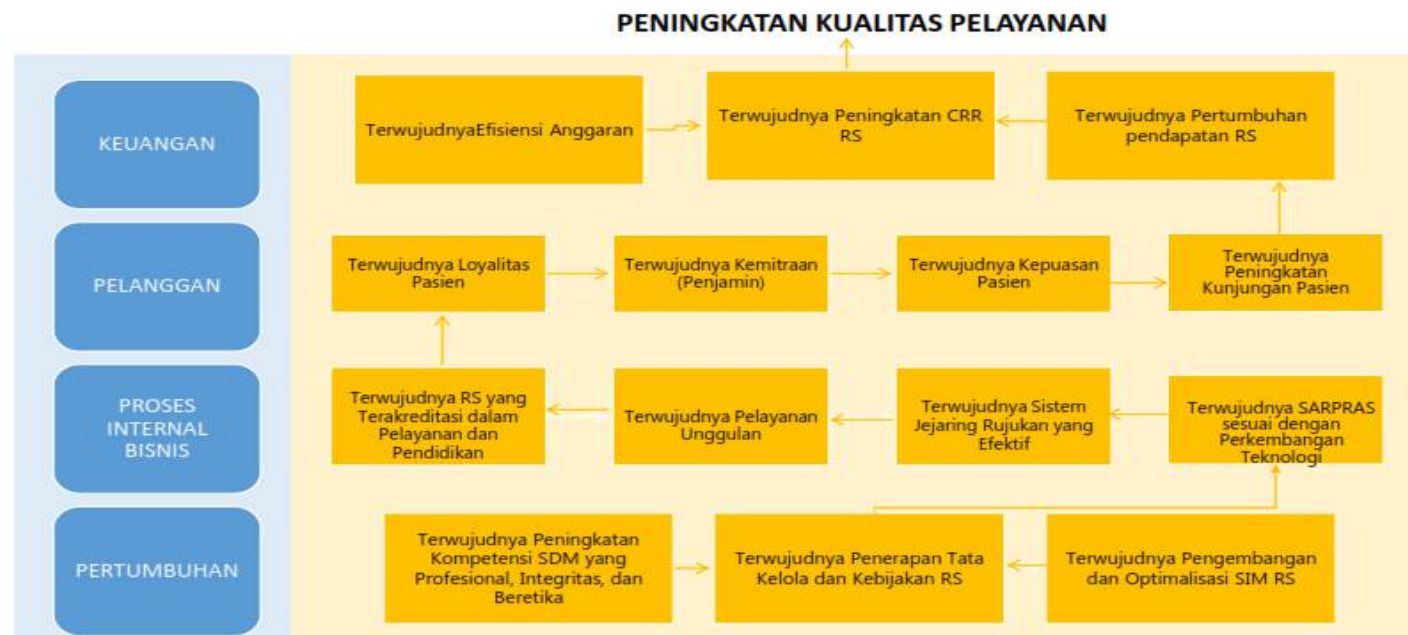 PENINGKATAN KUALITAS PELAYANAN
KEUANGAN
TerwujudnyaEfisiensi Anggaran
Terwujudnya Peningkatan CRR
RS
Terwujudnya Pertumbuhan
pendapatan RS
PELANGGAN
Terwujudnya Loyalitas
Pasien
Terwujudnya Kemitraan
(Penjamin)
Terwujudnya Kepuasan
Pasien
Terwujudnya
Peningkatan
Kunjungan Pasien
PROSES
INTERNAL
BISNIS
Terwujudnya RS yang
Terakreditasi dalam
Pelayanan dan
Pendidikan
Terwujudnya Pelayanan
Unggulan
Terwujudnya Sistem
Jejaring Rujukan yang
Efektif
Terwujudnya SARPRAS
sesuai dengan
Perkembangan
Teknologi
PERTUMBUHAN
Terwujudnya Peningkatan
Kompetensi SDM yang
Profesional, Integritas, dan
Beretika
Terwujudnya Penerapan Tata
Kelola dan Kebijakan RS
Terwujudnya Pengembangan
dan Optimalisasi SIM RS